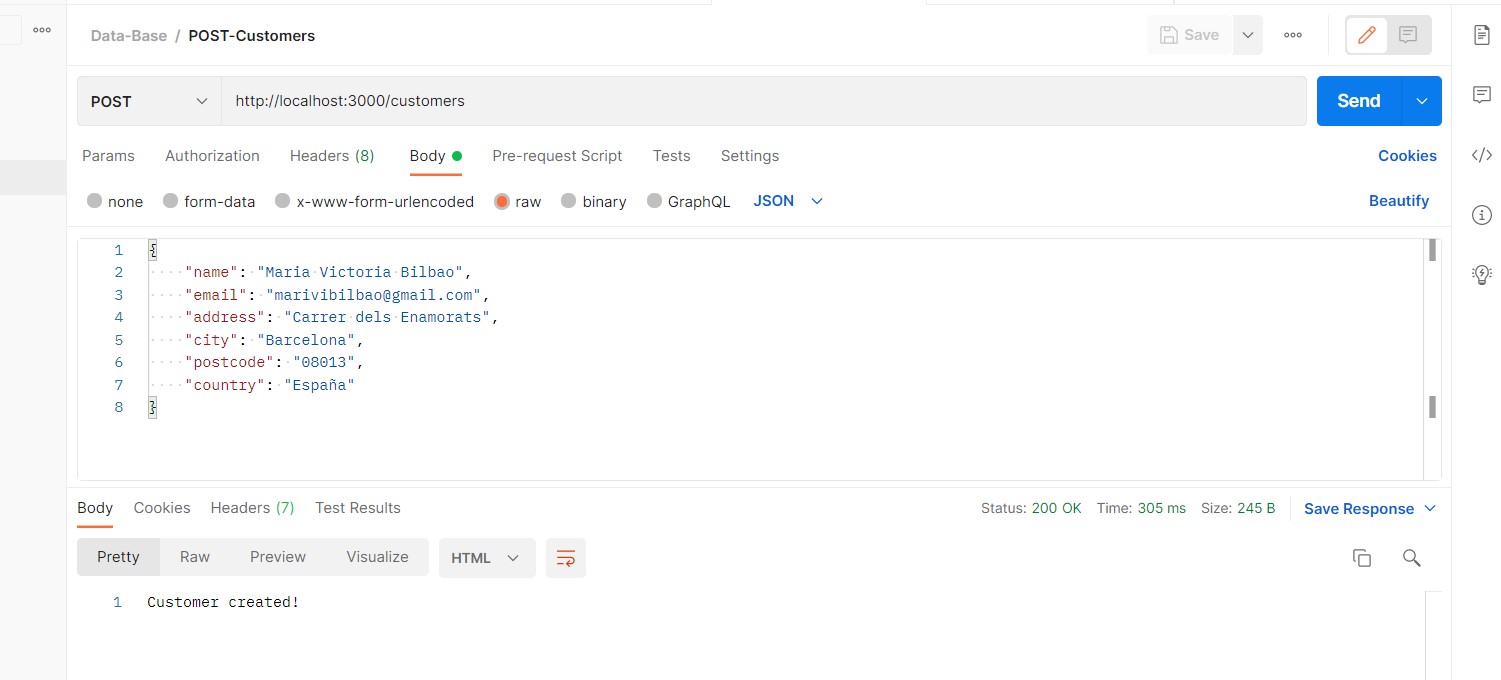 Data-Base / POST-Customers
Save
POST
http://localhost:3000/customers
Send
Params Authorization Headers (8) Body Pre-request Script Tests Settings Cookies
none form-data x-www-form-urlencoded raw binary GraphQL JSON Beautify
1 {
2 "name": "Maria Victoria Bilbao",
3 "email": "marivibilbao@gmail.com",
4 "address": "Carrer dels Enamorats",
5 "city": "Barcelona",
6 "postcode": "08013",
7 "country": "España"
8 }
Body Cookies Headers (7) Test Results Status: 200 OK Time: 305 ms Size: 245 B Save Response
Pretty Raw Preview Visualize HTML
1 Customer created!